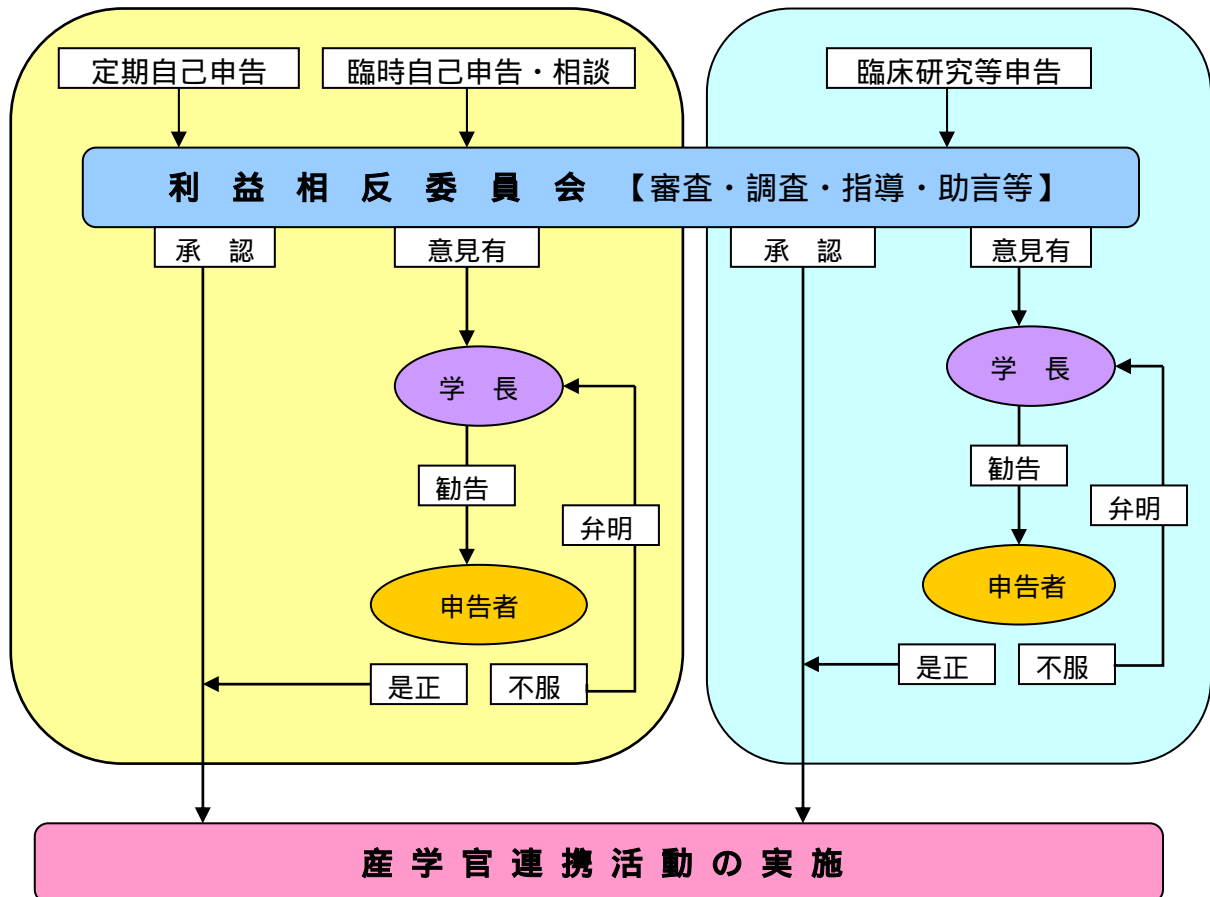 定期自己申告
臨時自己申告・相談
臨床研究等申告
利益相反委員会【審査・調査・指導・助言等】
承認
意見有
承認
意見有
学長
学長
勧告
勧告
弁明
弁明
申告者
申告者
是正
不服
是正
不服
産学官連携活動の実施